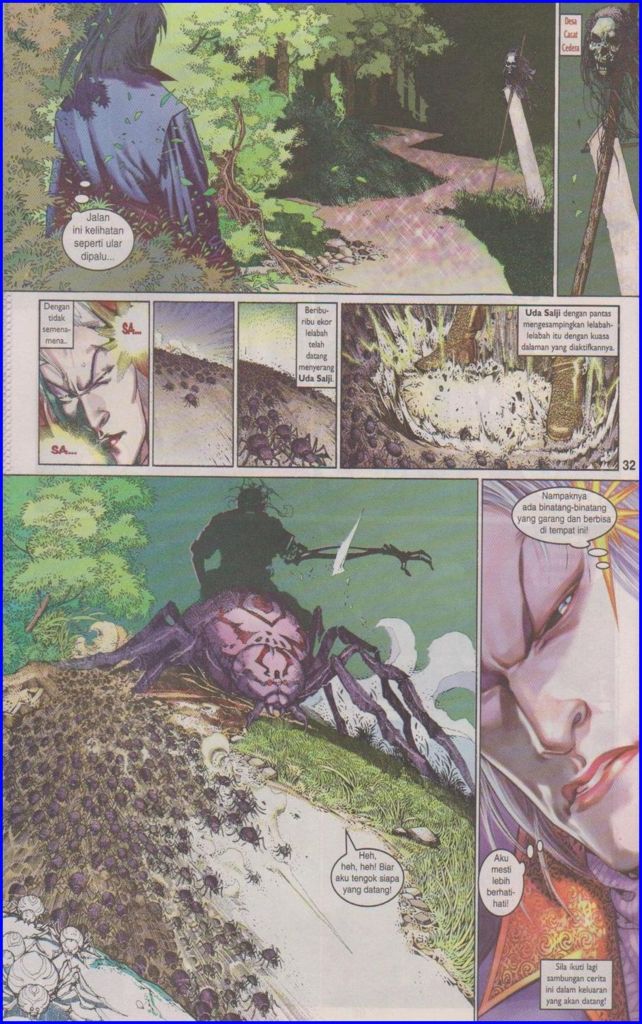 Jalan
ini kelihatan
seperti ular
dipalu...
Desa
Cacat
Cedera
Dengan
tidak
semena-
mena..
SA...
SA...
Beribu-
ribu ekor
lelabah
telah
datang
menyerang
Uda Salji.
Uda Salji dengan pantas
mengesampingkan lelabah-
lelabah itu dengan kuasa
dalaman yang diaktifkannya.
32
Heh,
heh, heh! Biar
aku tengok siapa
yang datang!
Nampaknya
ada binatang-binatang
yang garang dan berbisa
di tempat ini!
Aku
mesti
lebih
berhati-
hati!
Sila ikuti lagi
sambungan cerita
ini dalam keluaran
yang akan datang!